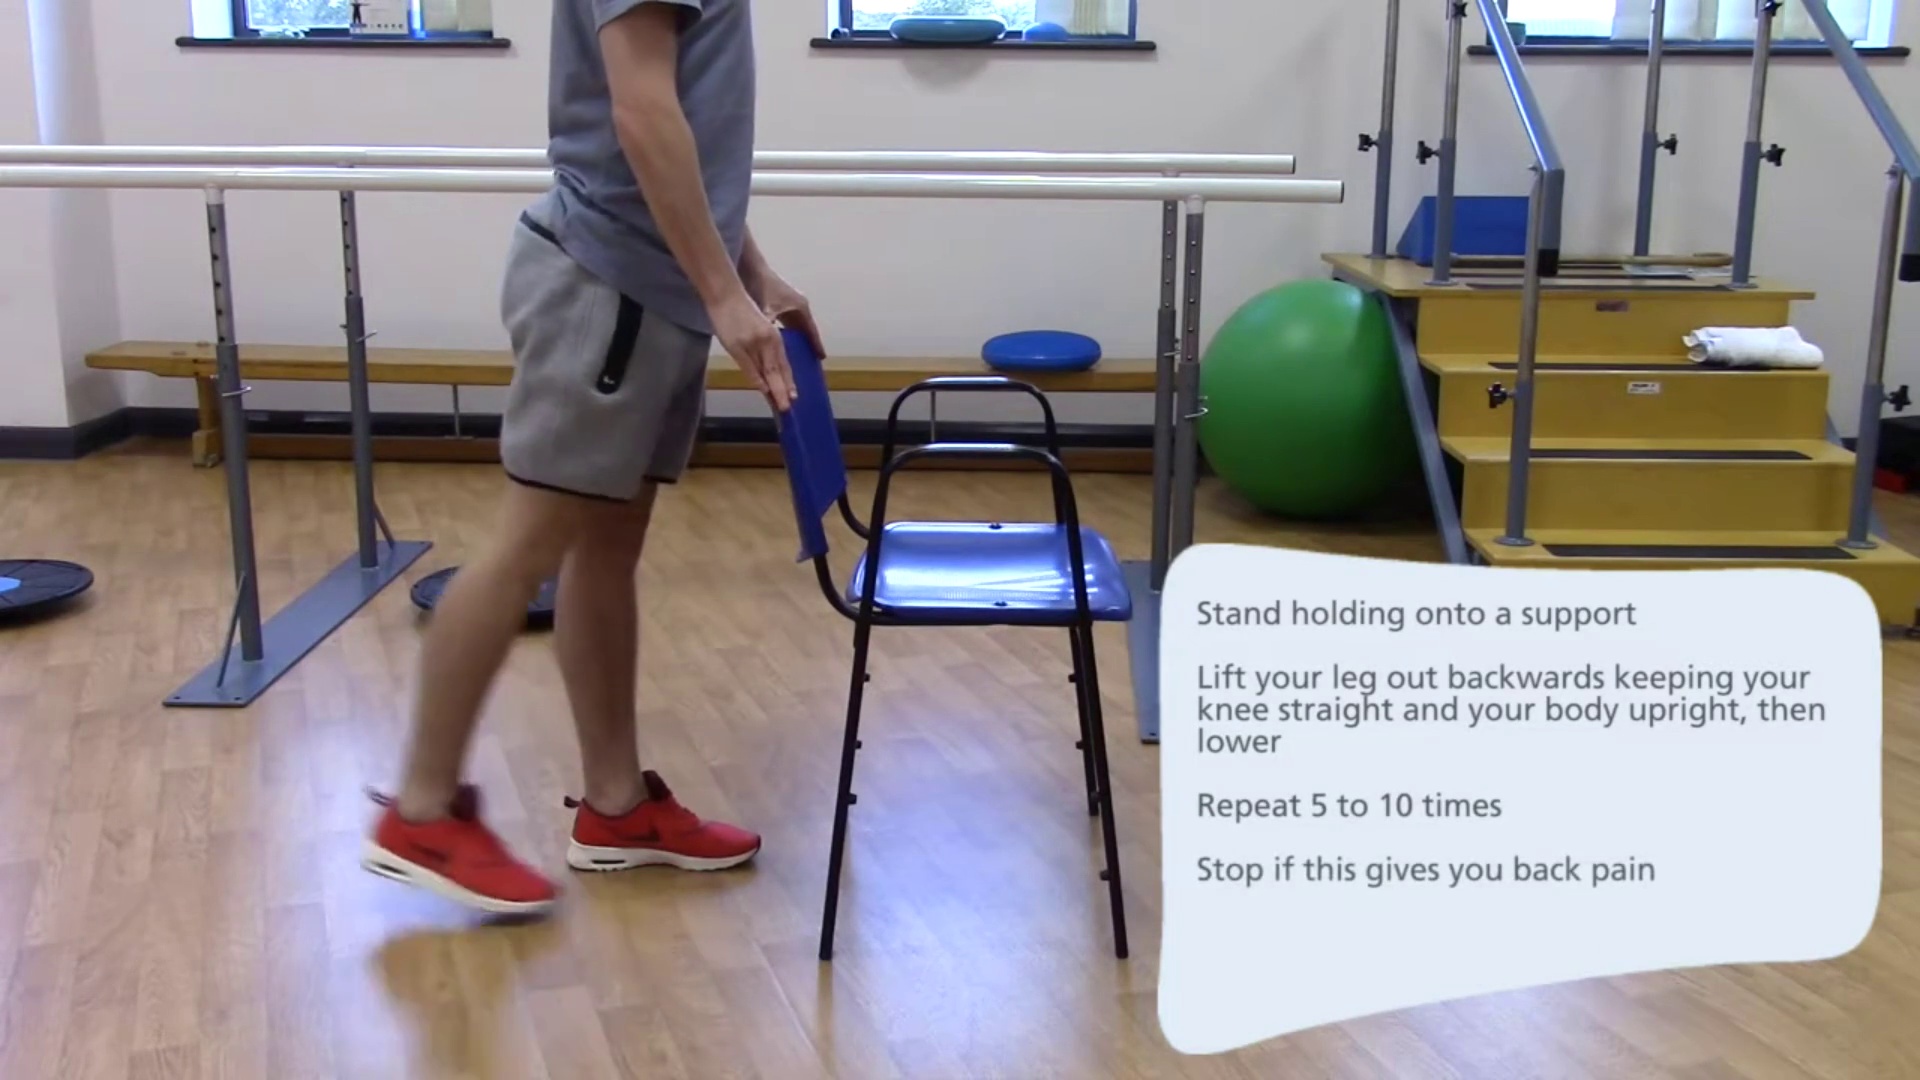 Stand holding onto a support
Lift your leg out backwards keeping your
knee straight and your body upright, then
lower
Repeat 5 to 10 times
Stop if this gives you back pain